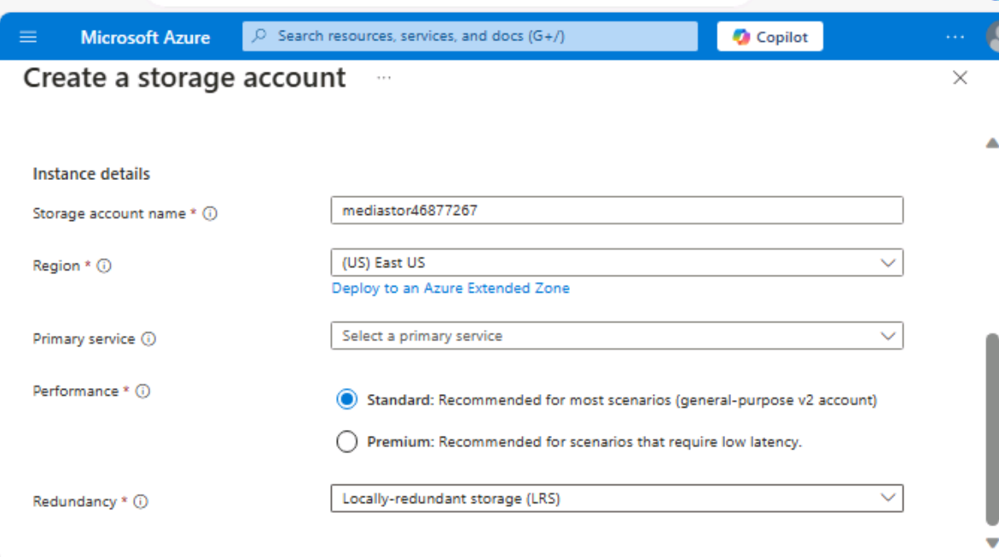 Microsoft Azure
Search resources, services, and docs (G+/)
Copilot
...
Create a storage account ...
Instance details
Storage account name *
mediastor46877267
Region *
(US) East US
Deploy to an Azure Extended Zone
Primary service
Select a primary service
Performance *
Standard: Recommended for most scenarios (general-purpose v2 account)
Premium: Recommended for scenarios that require low latency.
Redundancy *
Locally-redundant storage (LRS)